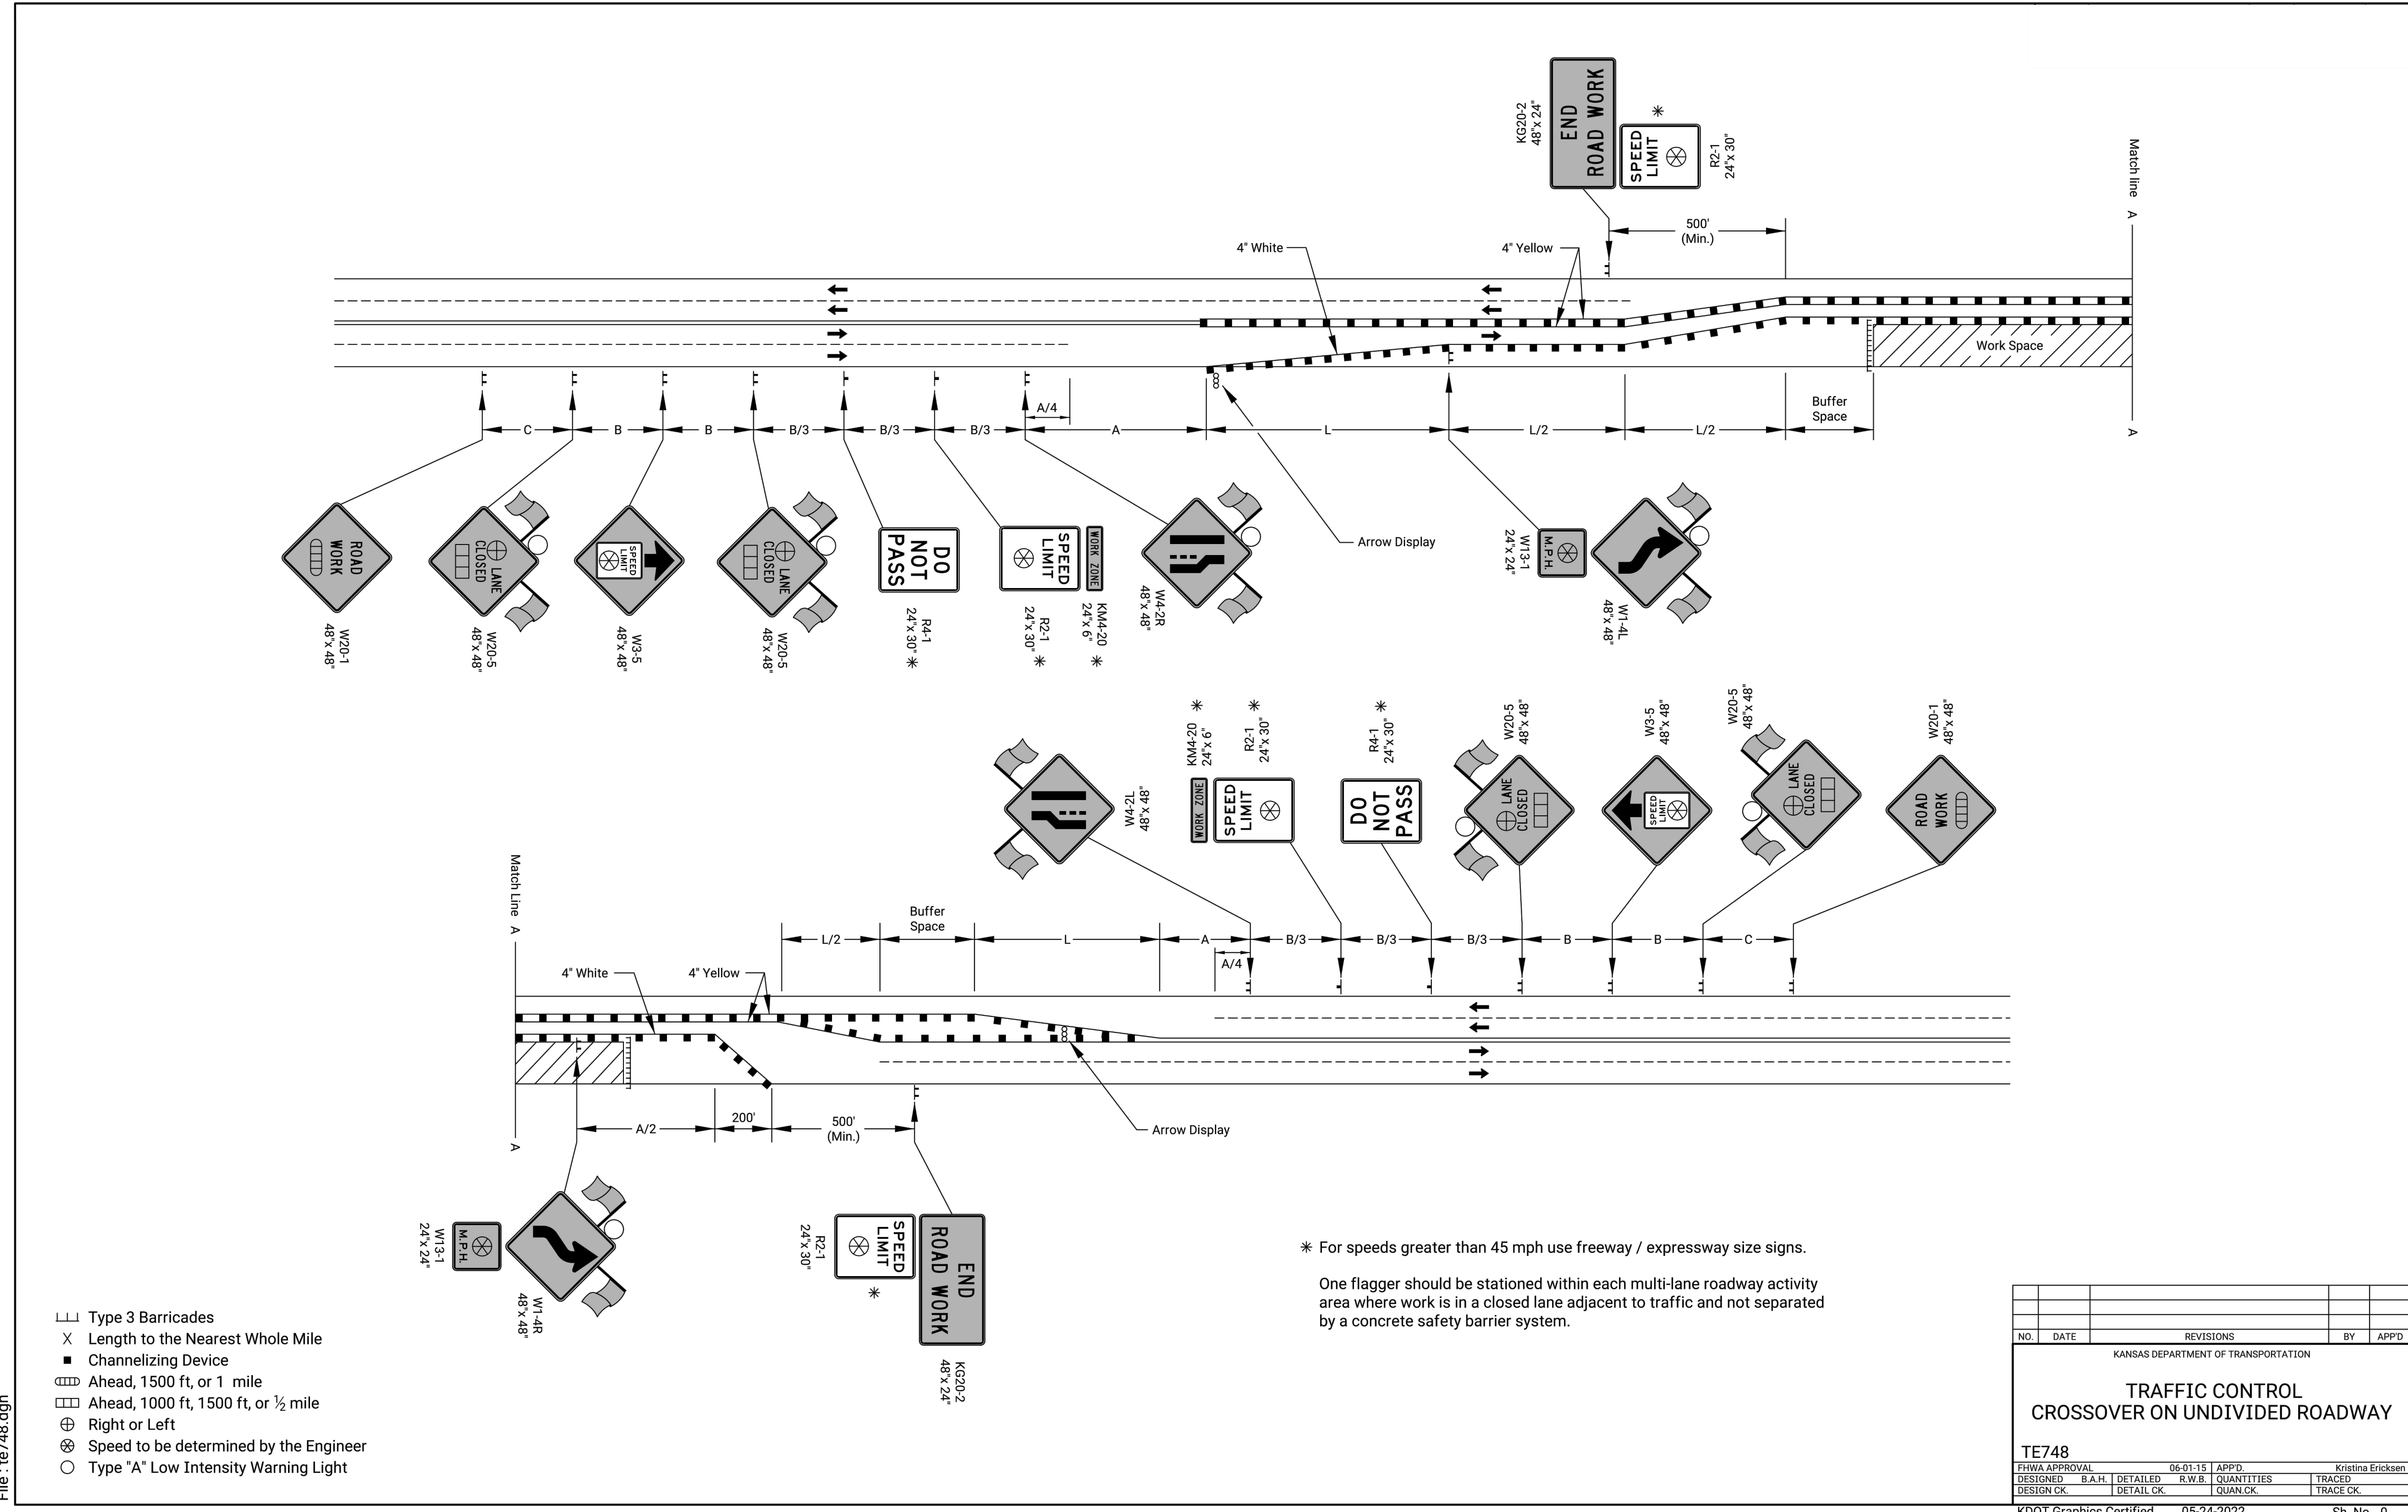 KG20-2
48"x 24"
END
ROAD WORK
✳
SPEED
LIMIT
R2-1
24"x 30"
Match line A
500'
(Min.)
4" White
4" Yellow
Work Space
A/4
C
B
B
B/3
B/3
B/3
A
L
L/2
L/2
Buffer
Space
A
Arrow Display
ROAD
WORK
W20-1
48"x 48"
LANE
CLOSED
W20-5
48"x 48"
SPEED
LIMIT
W3-5
48"x 48"
LANE
CLOSED
W20-5
48"x 48"
DO
NOT
PASS
R4-1
24"x 30" ✳
SPEED
LIMIT
R2-1
24"x 30" ✳
WORK ZONE
KM4-20
24"x 6" ✳
W4-2R
48"x 48"
M.P.H.
W13-1
24"x 24"
W1-4L
48"x 48"
W4-2L
48"x 48"
KM4-20 ✳
24"x 6"
WORK ZONE
R2-1 ✳
24"x 30"
SPEED
LIMIT
R4-1 ✳
24"x 30"
DO
NOT
PASS
W20-5
48"x 48"
LANE
CLOSED
W3-5
48"x 48"
SPEED
LIMIT
W20-5
48"x 48"
LANE
CLOSED
W20-1
48"x 48"
ROAD
WORK
Match Line A
L/2
Buffer
Space
L
A
B/3
B/3
B/3
B
B
C
A/4
4" White
4" Yellow
A
A/2
200'
500'
(Min.)
Arrow Display
M.P.H.
W13-1
24"x 24"
W1-4R
48"x 48"
SPEED
LIMIT
R2-1
24"x 30"
✳
END
ROAD WORK
KG20-2
48"x 24"
✳ For speeds greater than 45 mph use freeway / expressway size signs.
One flagger should be stationed within each multi-lane roadway activity
area where work is in a closed lane adjacent to traffic and not separated
by a concrete safety barrier system.
Type 3 Barricades
X Length to the Nearest Whole Mile
Channelizing Device
Ahead, 1500 ft, or 1 mile
Ahead, 1000 ft, 1500 ft, or ½ mile
Right or Left
Speed to be determined by the Engineer
Type "A" Low Intensity Warning Light
File : te748.dgn
NO. DATE REVISIONS BY APP'D
KANSAS DEPARTMENT OF TRANSPORTATION
TRAFFIC CONTROL
CROSSOVER ON UNDIVIDED ROADWAY
TE748
FHWA APPROVAL 06-01-15 APP'D. Kristina Ericksen
DESIGNED B.A.H. DETAILED R.W.B. QUANTITIES TRACED
DESIGN CK. DETAIL CK. QUAN.CK. TRACE CK.
KDOT Graphics Certified 05-24-2022 Sh. No. 0